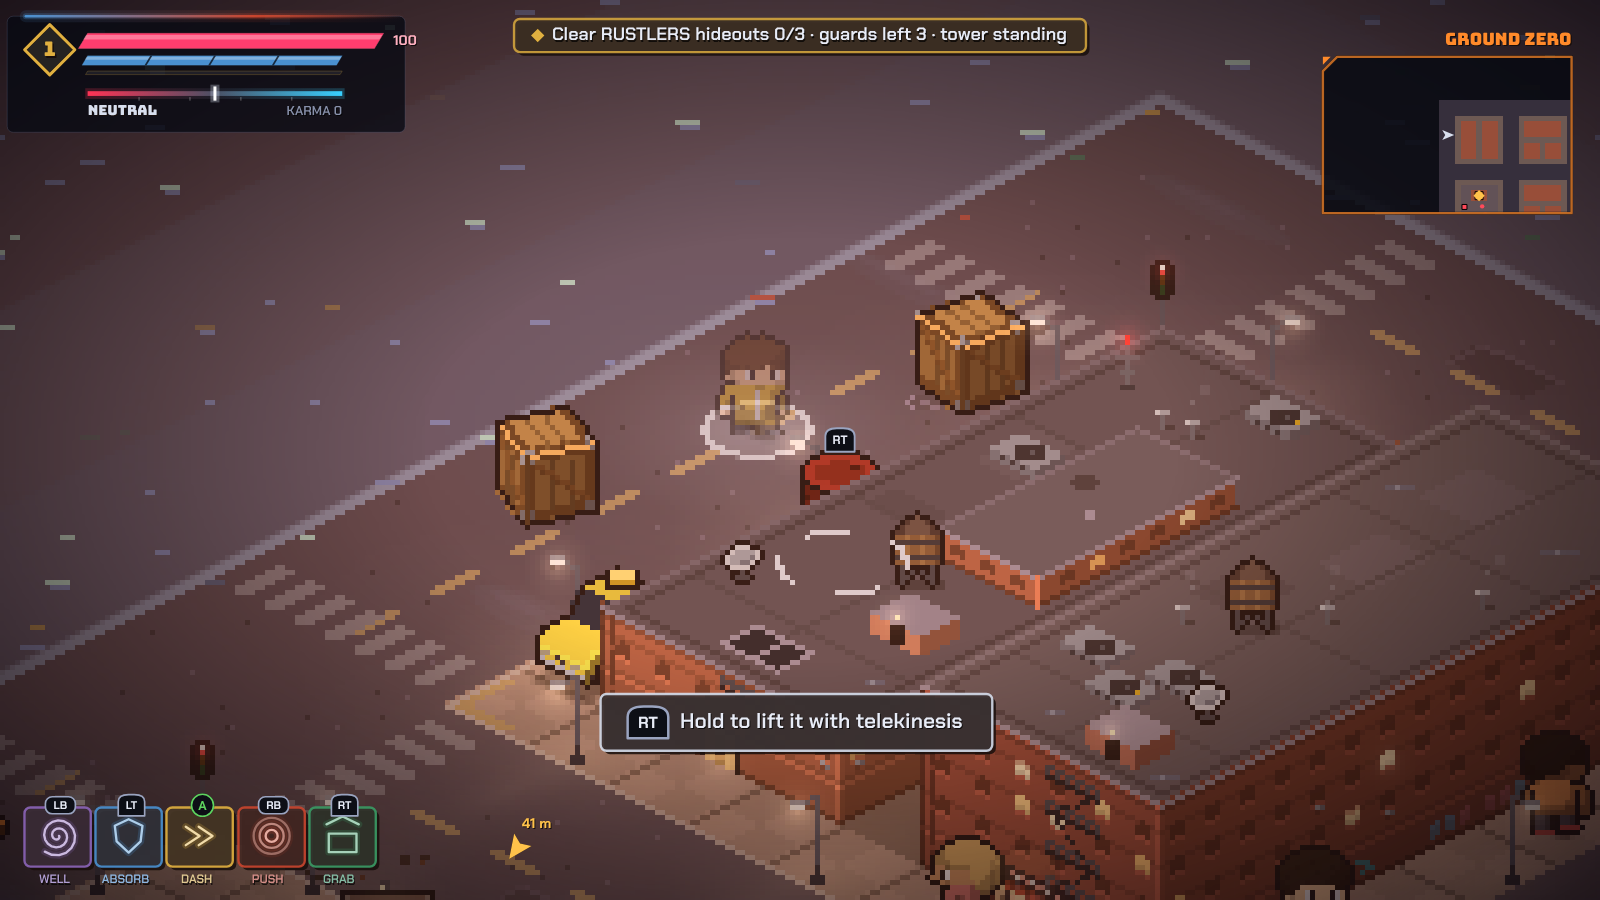 1
100
NEUTRAL
KARMA 0
Clear RUSTLERS hideouts 0/3 · guards left 3 · tower standing
GROUND ZERO
RT
RT Hold to lift it with telekinesis
41 m
LB
LT
A
RB
RT
WELL
ABSORB
DASH
PUSH
GRAB